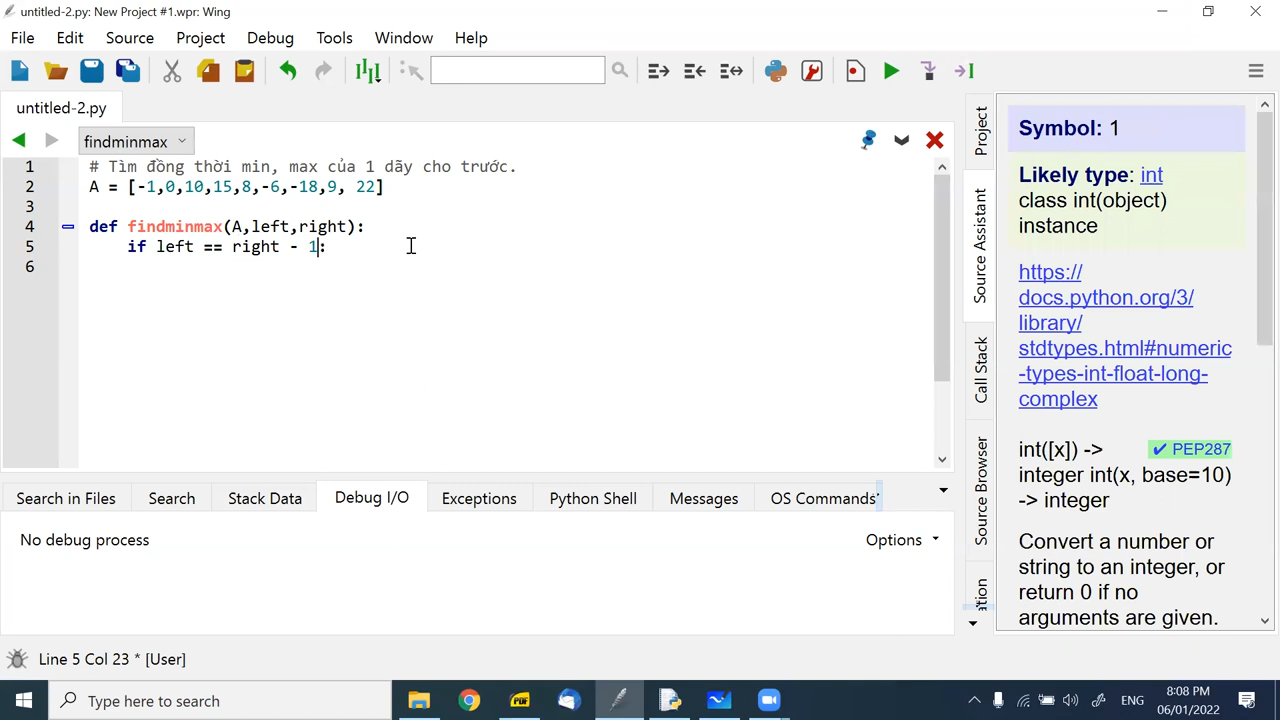 untitled-2.py: New Project #1.wpr: Wing
File Edit Source Project Debug Tools Window Help
untitled-2.py
findminmax
1 # Tìm đồng thời min, max của 1 dãy cho trước.
2 A = [-1,0,10,15,8,-6,-18,9, 22]
3
4 def findminmax(A,left,right):
5 if left == right - 1:
6
Project
Source Assistant
Call Stack
Source Browser
Symbol: 1
Likely type: int
class int(object)
instance
https://
docs.python.org/3/
library/
stdtypes.html#numeric
-types-int-float-long-
complex
int([x]) -> ✔ PEP287
integer int(x, base=10)
-> integer
Convert a number or
string to an integer, or
return 0 if no
arguments are given.
Search in Files Search Stack Data Debug I/O Exceptions Python Shell Messages OS Commands
No debug process Options
Line 5 Col 23 * [User]
Type here to search
PDF
ENG
8:08 PM
06/01/2022